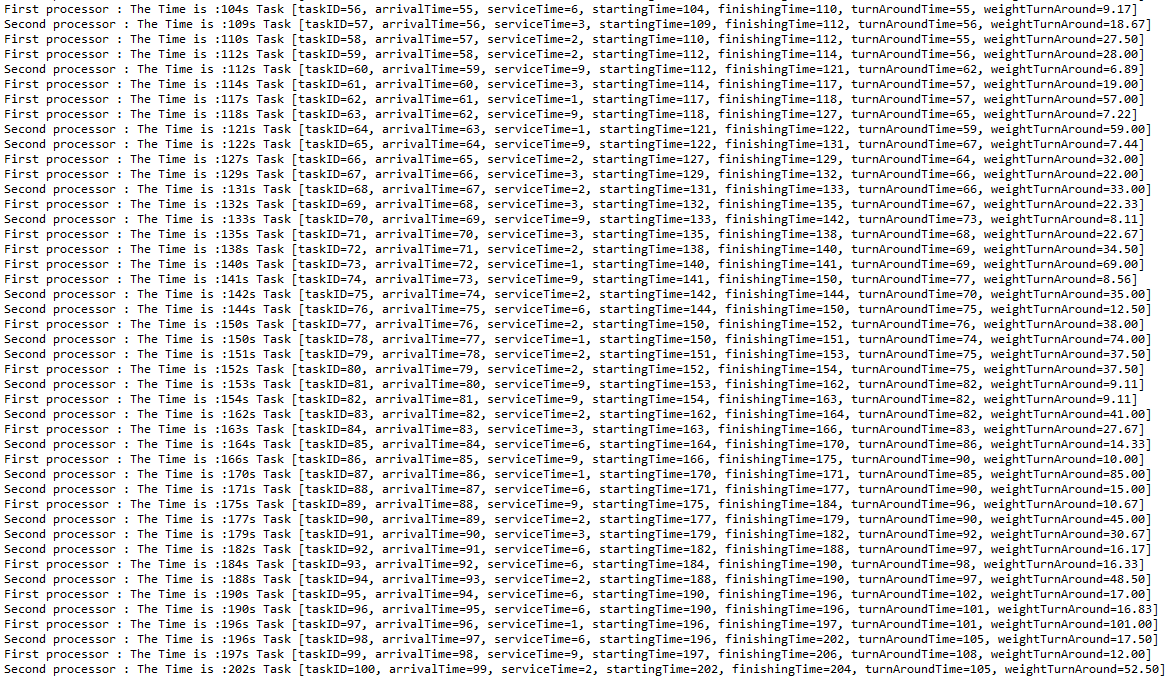 First processor : The Time is :104s Task [taskID=56, arrivalTime=55, serviceTime=6, startingTime=104, finishingTime=110, turnAroundTime=55, weightTurnAround=9.17]
Second processor : The Time is :109s Task [taskID=57, arrivalTime=56, serviceTime=3, startingTime=109, finishingTime=112, turnAroundTime=56, weightTurnAround=18.67]
First processor : The Time is :110s Task [taskID=58, arrivalTime=57, serviceTime=2, startingTime=110, finishingTime=112, turnAroundTime=55, weightTurnAround=27.50]
First processor : The Time is :112s Task [taskID=59, arrivalTime=58, serviceTime=2, startingTime=112, finishingTime=114, turnAroundTime=56, weightTurnAround=28.00]
Second processor : The Time is :112s Task [taskID=60, arrivalTime=59, serviceTime=9, startingTime=112, finishingTime=121, turnAroundTime=62, weightTurnAround=6.89]
First processor : The Time is :114s Task [taskID=61, arrivalTime=60, serviceTime=3, startingTime=114, finishingTime=117, turnAroundTime=57, weightTurnAround=19.00]
First processor : The Time is :117s Task [taskID=62, arrivalTime=61, serviceTime=1, startingTime=117, finishingTime=118, turnAroundTime=57, weightTurnAround=57.00]
First processor : The Time is :118s Task [taskID=63, arrivalTime=62, serviceTime=9, startingTime=118, finishingTime=127, turnAroundTime=65, weightTurnAround=7.22]
Second processor : The Time is :121s Task [taskID=64, arrivalTime=63, serviceTime=1, startingTime=121, finishingTime=122, turnAroundTime=59, weightTurnAround=59.00]
Second processor : The Time is :122s Task [taskID=65, arrivalTime=64, serviceTime=9, startingTime=122, finishingTime=131, turnAroundTime=67, weightTurnAround=7.44]
First processor : The Time is :127s Task [taskID=66, arrivalTime=65, serviceTime=2, startingTime=127, finishingTime=129, turnAroundTime=64, weightTurnAround=32.00]
First processor : The Time is :129s Task [taskID=67, arrivalTime=66, serviceTime=3, startingTime=129, finishingTime=132, turnAroundTime=66, weightTurnAround=22.00]
Second processor : The Time is :131s Task [taskID=68, arrivalTime=67, serviceTime=2, startingTime=131, finishingTime=133, turnAroundTime=66, weightTurnAround=33.00]
First processor : The Time is :132s Task [taskID=69, arrivalTime=68, serviceTime=3, startingTime=132, finishingTime=135, turnAroundTime=67, weightTurnAround=22.33]
Second processor : The Time is :133s Task [taskID=70, arrivalTime=69, serviceTime=9, startingTime=133, finishingTime=142, turnAroundTime=73, weightTurnAround=8.11]
First processor : The Time is :135s Task [taskID=71, arrivalTime=70, serviceTime=3, startingTime=135, finishingTime=138, turnAroundTime=68, weightTurnAround=22.67]
First processor : The Time is :138s Task [taskID=72, arrivalTime=71, serviceTime=2, startingTime=138, finishingTime=140, turnAroundTime=69, weightTurnAround=34.50]
First processor : The Time is :140s Task [taskID=73, arrivalTime=72, serviceTime=1, startingTime=140, finishingTime=141, turnAroundTime=69, weightTurnAround=69.00]
First processor : The Time is :141s Task [taskID=74, arrivalTime=73, serviceTime=9, startingTime=141, finishingTime=150, turnAroundTime=77, weightTurnAround=8.56]
Second processor : The Time is :142s Task [taskID=75, arrivalTime=74, serviceTime=2, startingTime=142, finishingTime=144, turnAroundTime=70, weightTurnAround=35.00]
Second processor : The Time is :144s Task [taskID=76, arrivalTime=75, serviceTime=6, startingTime=144, finishingTime=150, turnAroundTime=75, weightTurnAround=12.50]
First processor : The Time is :150s Task [taskID=77, arrivalTime=76, serviceTime=2, startingTime=150, finishingTime=152, turnAroundTime=76, weightTurnAround=38.00]
Second processor : The Time is :150s Task [taskID=78, arrivalTime=77, serviceTime=1, startingTime=150, finishingTime=151, turnAroundTime=74, weightTurnAround=74.00]
Second processor : The Time is :151s Task [taskID=79, arrivalTime=78, serviceTime=2, startingTime=151, finishingTime=153, turnAroundTime=75, weightTurnAround=37.50]
First processor : The Time is :152s Task [taskID=80, arrivalTime=79, serviceTime=2, startingTime=152, finishingTime=154, turnAroundTime=75, weightTurnAround=37.50]
Second processor : The Time is :153s Task [taskID=81, arrivalTime=80, serviceTime=9, startingTime=153, finishingTime=162, turnAroundTime=82, weightTurnAround=9.11]
First processor : The Time is :154s Task [taskID=82, arrivalTime=81, serviceTime=9, startingTime=154, finishingTime=163, turnAroundTime=82, weightTurnAround=9.11]
Second processor : The Time is :162s Task [taskID=83, arrivalTime=82, serviceTime=2, startingTime=162, finishingTime=164, turnAroundTime=82, weightTurnAround=41.00]
First processor : The Time is :163s Task [taskID=84, arrivalTime=83, serviceTime=3, startingTime=163, finishingTime=166, turnAroundTime=83, weightTurnAround=27.67]
Second processor : The Time is :164s Task [taskID=85, arrivalTime=84, serviceTime=6, startingTime=164, finishingTime=170, turnAroundTime=86, weightTurnAround=14.33]
First processor : The Time is :166s Task [taskID=86, arrivalTime=85, serviceTime=9, startingTime=166, finishingTime=175, turnAroundTime=90, weightTurnAround=10.00]
Second processor : The Time is :170s Task [taskID=87, arrivalTime=86, serviceTime=1, startingTime=170, finishingTime=171, turnAroundTime=85, weightTurnAround=85.00]
Second processor : The Time is :171s Task [taskID=88, arrivalTime=87, serviceTime=6, startingTime=171, finishingTime=177, turnAroundTime=90, weightTurnAround=15.00]
First processor : The Time is :175s Task [taskID=89, arrivalTime=88, serviceTime=9, startingTime=175, finishingTime=184, turnAroundTime=96, weightTurnAround=10.67]
Second processor : The Time is :177s Task [taskID=90, arrivalTime=89, serviceTime=2, startingTime=177, finishingTime=179, turnAroundTime=90, weightTurnAround=45.00]
Second processor : The Time is :179s Task [taskID=91, arrivalTime=90, serviceTime=3, startingTime=179, finishingTime=182, turnAroundTime=92, weightTurnAround=30.67]
Second processor : The Time is :182s Task [taskID=92, arrivalTime=91, serviceTime=6, startingTime=182, finishingTime=188, turnAroundTime=97, weightTurnAround=16.17]
First processor : The Time is :184s Task [taskID=93, arrivalTime=92, serviceTime=6, startingTime=184, finishingTime=190, turnAroundTime=98, weightTurnAround=16.33]
Second processor : The Time is :188s Task [taskID=94, arrivalTime=93, serviceTime=2, startingTime=188, finishingTime=190, turnAroundTime=97, weightTurnAround=48.50]
First processor : The Time is :190s Task [taskID=95, arrivalTime=94, serviceTime=6, startingTime=190, finishingTime=196, turnAroundTime=102, weightTurnAround=17.00]
Second processor : The Time is :190s Task [taskID=96, arrivalTime=95, serviceTime=6, startingTime=190, finishingTime=196, turnAroundTime=101, weightTurnAround=16.83]
First processor : The Time is :196s Task [taskID=97, arrivalTime=96, serviceTime=1, startingTime=196, finishingTime=197, turnAroundTime=101, weightTurnAround=101.00]
Second processor : The Time is :196s Task [taskID=98, arrivalTime=97, serviceTime=6, startingTime=196, finishingTime=202, turnAroundTime=105, weightTurnAround=17.50]
First processor : The Time is :197s Task [taskID=99, arrivalTime=98, serviceTime=9, startingTime=197, finishingTime=206, turnAroundTime=108, weightTurnAround=12.00]
Second processor : The Time is :202s Task [taskID=100, arrivalTime=99, serviceTime=2, startingTime=202, finishingTime=204, turnAroundTime=105, weightTurnAround=52.50]